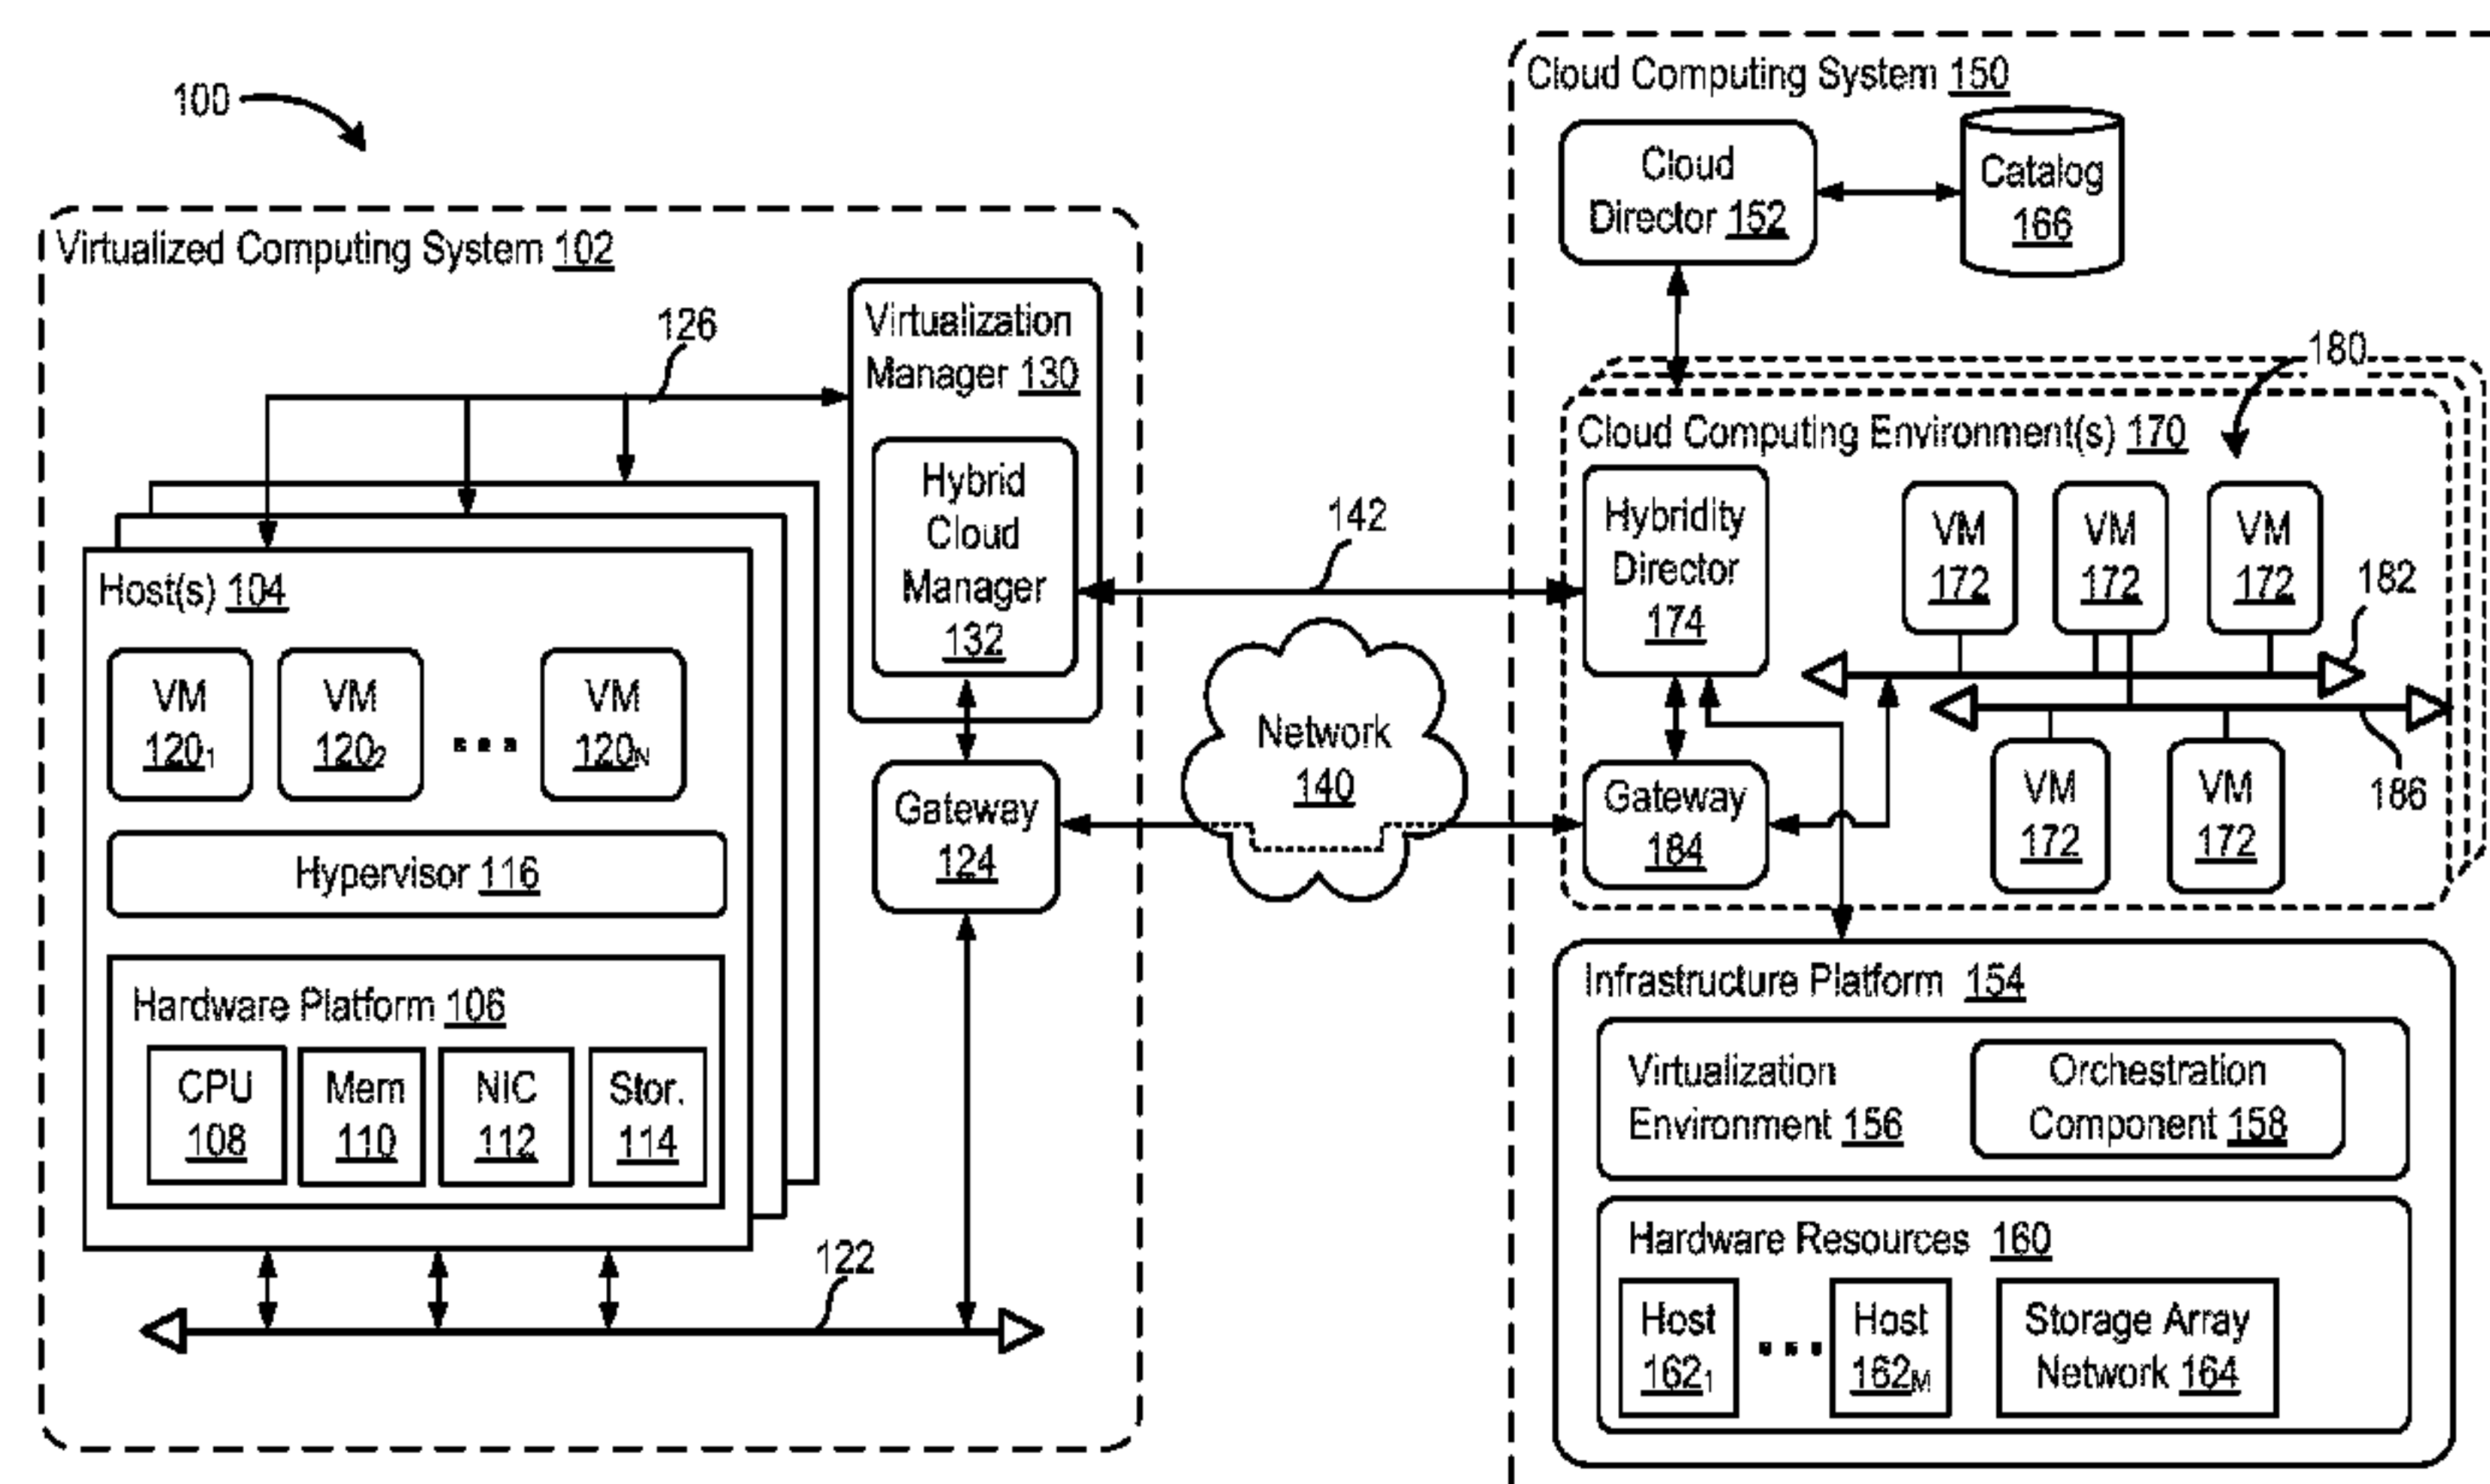 100
Virtualized Computing System 102
126
Virtualization
Manager 130
Hybrid
Cloud
Manager
132
Host(s) 104
VM
120₁
VM
120₂
...
VM
120N
Hypervisor 116
Hardware Platform 106
CPU
108
Mem
110
NIC
112
Stor.
114
Gateway
124
122
142
Network
140
Cloud Computing System 150
Cloud
Director 152
Catalog
166
180
Cloud Computing Environment(s) 170
Hybridity
Director
174
VM
172
VM
172
VM
172
182
Gateway
184
VM
172
VM
172
186
Infrastructure Platform 154
Virtualization
Environment 156
Orchestration
Component 158
Hardware Resources 160
Host
162₁
...
Host
162M
Storage Array
Network 164